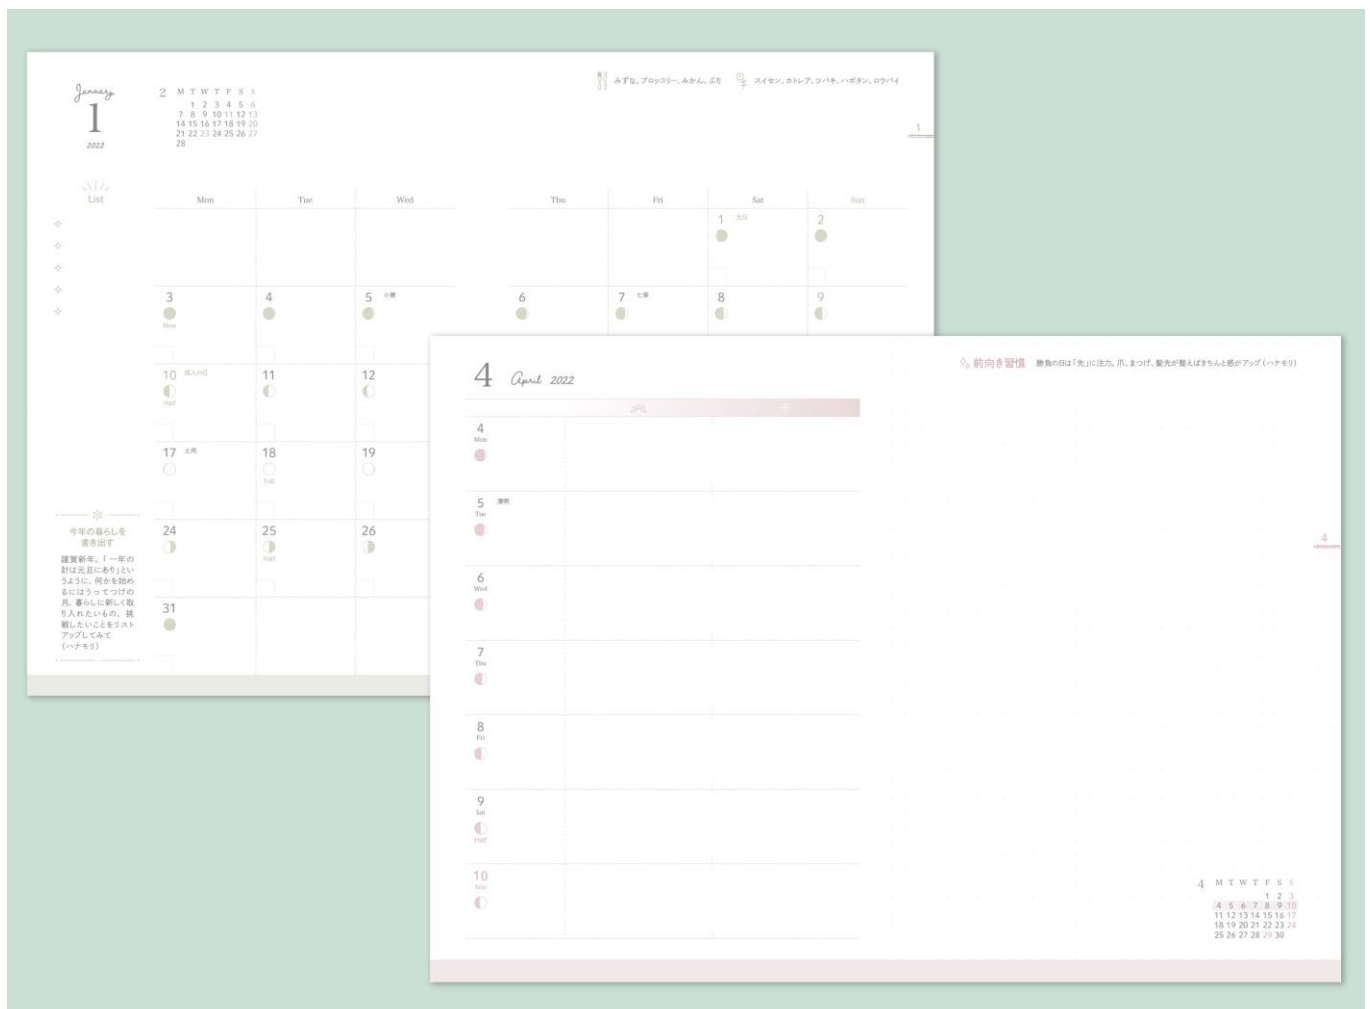 January
1
2022
2 M T W T F S S
1 2 3 4 5 6
7 8 9 10 11 12 13
14 15 16 17 18 19 20
21 22 23 24 25 26 27
28
みずな、ブロッコリー、みかん、ぶり
スイセン、カトレア、ツバキ、ハボタン、ロウバイ
1
List
Mon Tue Wed Thu Fri Sat Sun
1 元日 2
3 4 5 小寒 6 7 七草 8 9
New
10 成人の日 11 12
Half
17 土用 18 19
Full
24 25 26
Half
31
今年の暮らしを
書き出す
謹賀新年。「一年の
計は元旦にあり」とい
うように、何かを始め
るにはうってつけの
月。暮らしに新しく取
り入れたいもの、挑
戦したいことをリスト
アップしてみて
(ハナモリ)
4 April 2022
前向き習慣 勝負の日は「先」に注力。爪、まつげ、髪先が整えばきちんと感がアップ(ハナモリ)
4
Mon
5 清明
Tue
6
Wed
7
Thu
8
Fri
9
Sat
Half
10
Sun
4
4 M T W T F S S
1 2 3
4 5 6 7 8 9 10
11 12 13 14 15 16 17
18 19 20 21 22 23 24
25 26 27 28 29 30